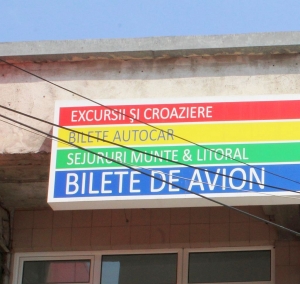 EXCURSII ȘI CROAZIERE
BILETE AUTOCAR
SEJURURI MUNTE & LITORAL
BILETE DE AVION